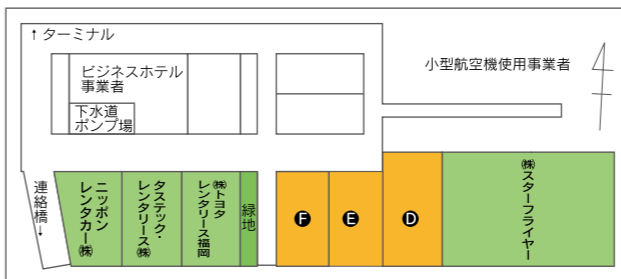 ↑ターミナル
ビジネスホテル
事業者
下水道
ポンプ場
小型航空機使用事業者
連絡橋↓
ニッポン
レンタカー㈱
タステック・
レンタリース㈱
㈱トヨタ
レンタリース福岡
緑地
F
E
D
㈱スターフライヤー